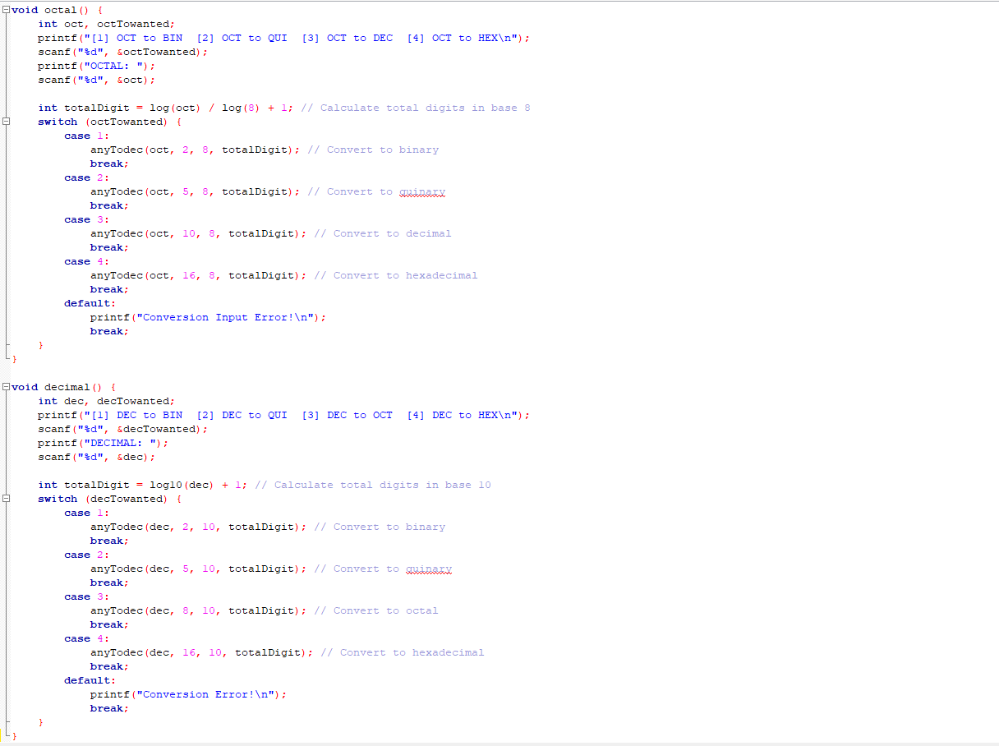 void octal() {
    int oct, octTowanted;
    printf("[1] OCT to BIN  [2] OCT to QUI  [3] OCT to DEC  [4] OCT to HEX\n");
    scanf("%d", &octTowanted);
    printf("OCTAL: ");
    scanf("%d", &oct);

    int totalDigit = log(oct) / log(8) + 1; // Calculate total digits in base 8
    switch (octTowanted) {
        case 1:
            anyTodec(oct, 2, 8, totalDigit); // Convert to binary
            break;
        case 2:
            anyTodec(oct, 5, 8, totalDigit); // Convert to quinary
            break;
        case 3:
            anyTodec(oct, 10, 8, totalDigit); // Convert to decimal
            break;
        case 4:
            anyTodec(oct, 16, 8, totalDigit); // Convert to hexadecimal
            break;
        default:
            printf("Conversion Input Error!\n");
            break;
    }
}

void decimal() {
    int dec, decTowanted;
    printf("[1] DEC to BIN  [2] DEC to QUI  [3] DEC to OCT  [4] DEC to HEX\n");
    scanf("%d", &decTowanted);
    printf("DECIMAL: ");
    scanf("%d", &dec);

    int totalDigit = log10(dec) + 1; // Calculate total digits in base 10
    switch (decTowanted) {
        case 1:
            anyTodec(dec, 2, 10, totalDigit); // Convert to binary
            break;
        case 2:
            anyTodec(dec, 5, 10, totalDigit); // Convert to quinary
            break;
        case 3:
            anyTodec(dec, 8, 10, totalDigit); // Convert to octal
            break;
        case 4:
            anyTodec(dec, 16, 10, totalDigit); // Convert to hexadecimal
            break;
        default:
            printf("Conversion Error!\n");
            break;
    }
}